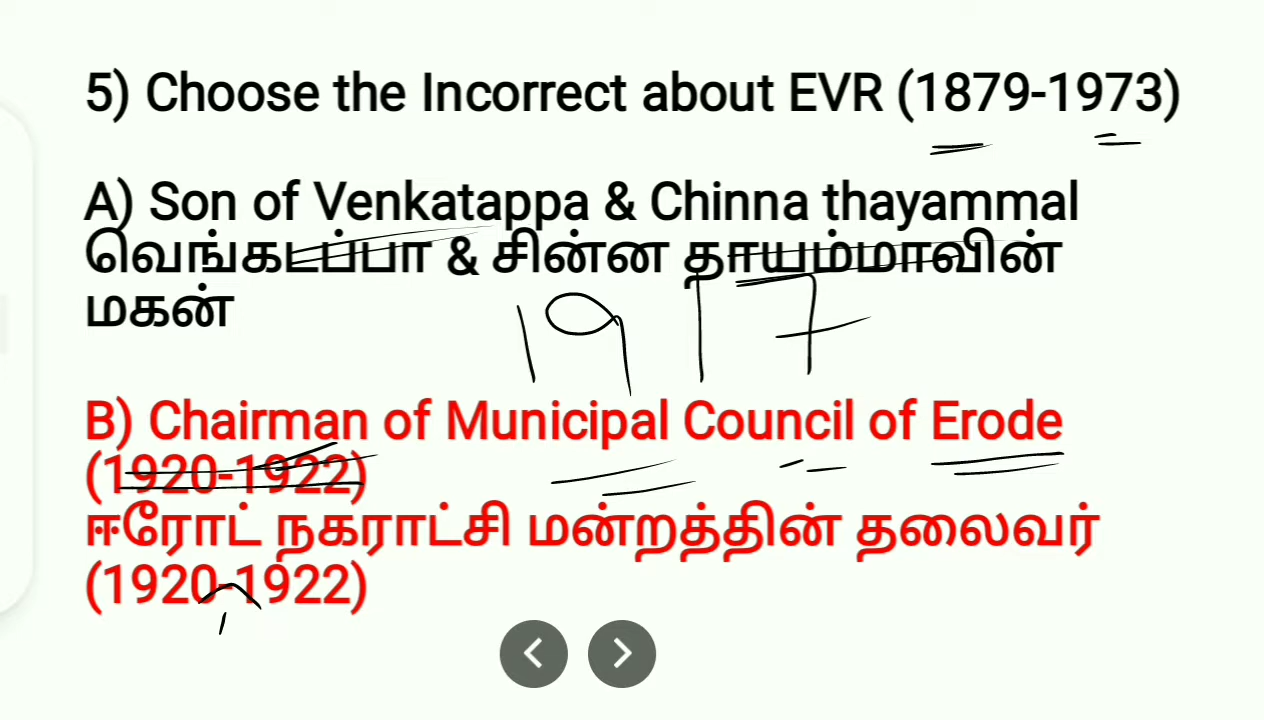 5) Choose the Incorrect about EVR (1879-1973)
A) Son of Venkatappa & Chinna thayammal
வெங்கடப்பா & சின்ன தாயம்மாவின்
மகன்
1917
B) Chairman of Municipal Council of Erode
(1920-1922)
ஈரோட் நகராட்சி மன்றத்தின் தலைவர்
(1920-1922)